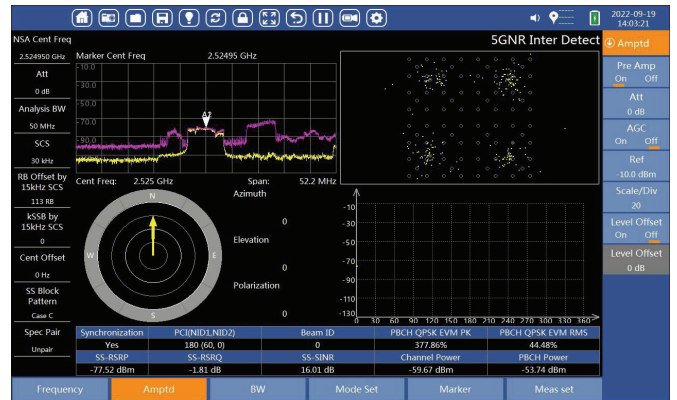 2022-09-19
14:03:21
NSA Cent Freq
5GNR Inter Detect
Amptd
2.524950 GHz
Marker Cent Freq
2.52495 GHz
Att
0 dB
Analysis BW
50 MHz
SCS
30 kHz
RB Offset by
15kHz SCS
113 RB
kSSB by
15kHz SCS
0
Cent Offset
0 Hz
SS Block
Pattern
Case C
Spec Pair
Unpair
-10.0
-30.0
-50.0
-70.0
-90.0
Cent Freq:
2.525 GHz
Span:
52.2 MHz
N
W
E
S
Azimuth
0
Elevation
0
Polarization
0
-10
-30
-50
-70
-90
-110
-130
0 30 60 90 120 150 180 210 240 270 300 330 360
Synchronization PCI(NID1,NID2) Beam ID PBCH QPSK EVM PK PBCH QPSK EVM RMS
Yes 180 (60, 0) 0 377.86% 44.48%
SS-RSRP SS-RSRQ SS-SINR Channel Power PBCH Power
-77.52 dBm -1.81 dB 16.01 dB -59.67 dBm -53.74 dBm
Pre Amp
On Off
Att
0 dB
AGC
On Off
Ref
-10.0 dBm
Scale/Div
20
Level Offset
On Off
Level Offset
0 dB
Frequency Amptd BW Mode Set Marker Meas set